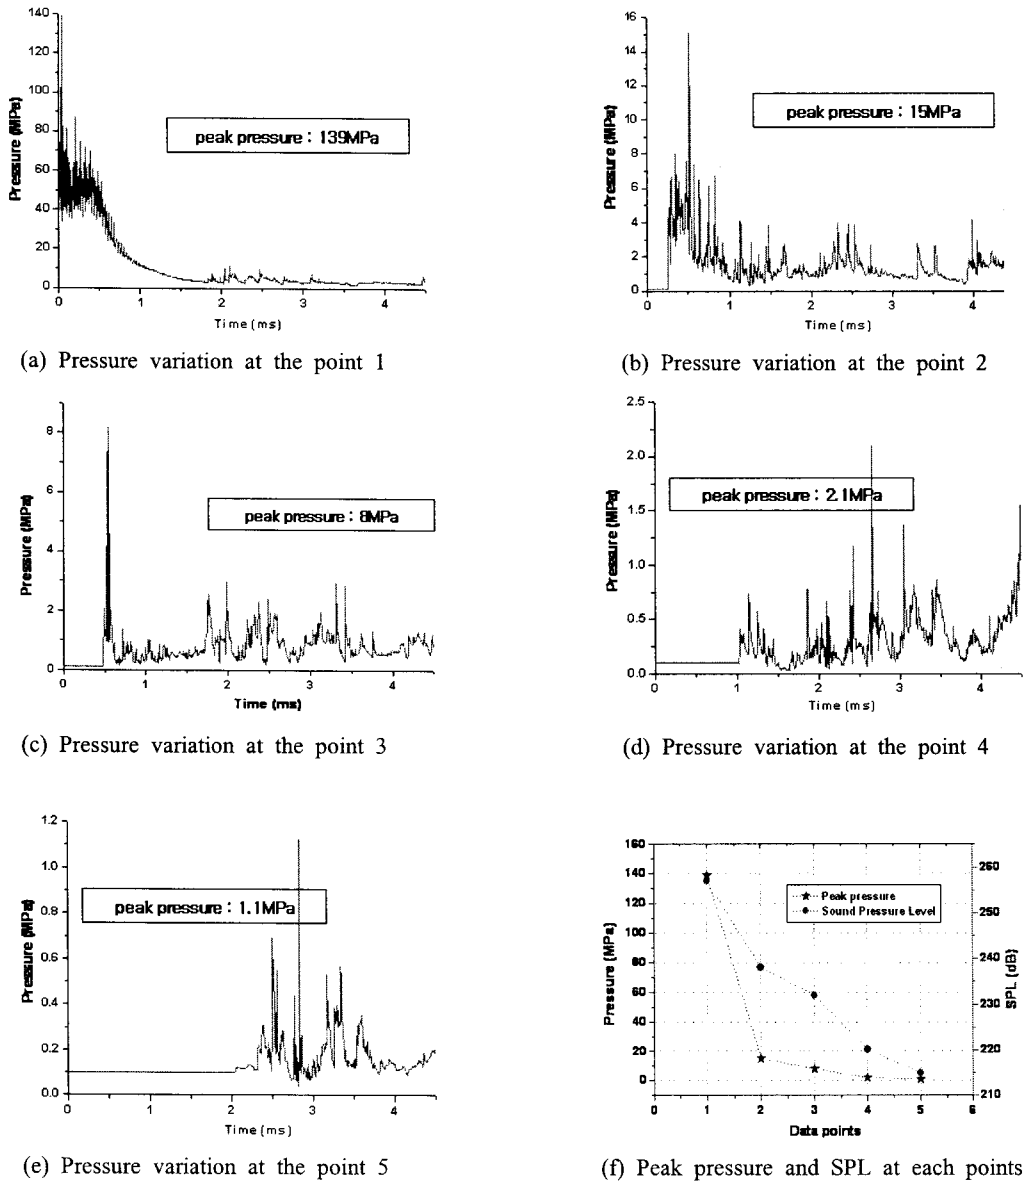 140
120
100
80
60
40
20
0
Pressure (MPa)
peak pressure : 139MPa
0 1 2 3 4
Time (ms)
(a) Pressure variation at the point 1
16
14
12
10
8
6
4
2
0
Pressure (MPa)
peak pressure : 15MPa
0 1 2 3 4
Time (ms)
(b) Pressure variation at the point 2
8
6
4
2
0
Pressure (MPa)
peak pressure : 8MPa
0 1 2 3 4
Time (ms)
(c) Pressure variation at the point 3
2.5
2.0
1.5
1.0
0.5
0.0
Pressure (MPa)
peak pressure : 2.1MPa
0 1 2 3 4
Time (ms)
(d) Pressure variation at the point 4
1.2
1.0
0.8
0.6
0.4
0.2
0.0
Pressure (MPa)
peak pressure : 1.1MPa
0 1 2 3 4
Time (ms)
(e) Pressure variation at the point 5
160
140
120
100
80
60
40
20
0
Pressure (MPa)
Peak pressure
Sound Pressure Level
260
250
240
230
220
210
SPL (dB)
0 1 2 3 4 5 6
Data points
(f) Peak pressure and SPL at each points